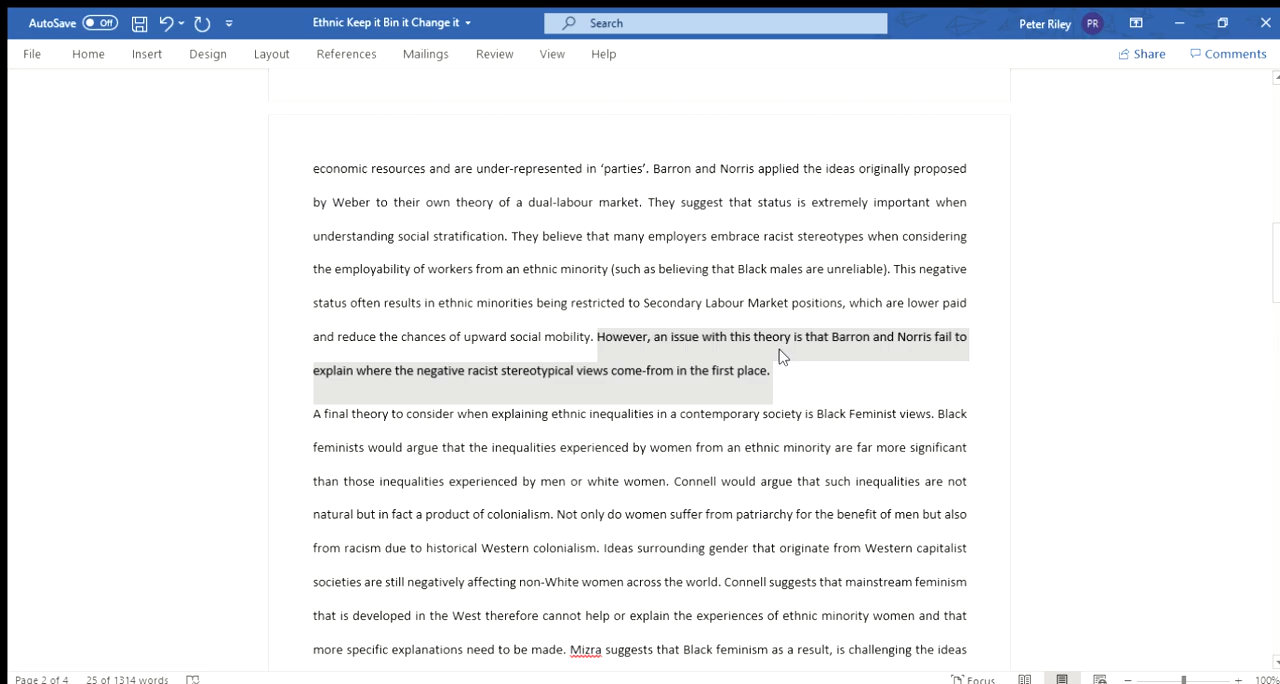 AutoSave Off Ethnic Keep it Bin it Change it Search Peter Riley PR
File Home Insert Design Layout References Mailings Review View Help Share Comments
economic resources and are under-represented in ‘parties’. Barron and Norris applied the ideas originally proposed
by Weber to their own theory of a dual-labour market. They suggest that status is extremely important when
understanding social stratification. They believe that many employers embrace racist stereotypes when considering
the employability of workers from an ethnic minority (such as believing that Black males are unreliable). This negative
status often results in ethnic minorities being restricted to Secondary Labour Market positions, which are lower paid
and reduce the chances of upward social mobility. However, an issue with this theory is that Barron and Norris fail to
explain where the negative racist stereotypical views come-from in the first place.
A final theory to consider when explaining ethnic inequalities in a contemporary society is Black Feminist views. Black
feminists would argue that the inequalities experienced by women from an ethnic minority are far more significant
than those inequalities experienced by men or white women. Connell would argue that such inequalities are not
natural but in fact a product of colonialism. Not only do women suffer from patriarchy for the benefit of men but also
from racism due to historical Western colonialism. Ideas surrounding gender that originate from Western capitalist
societies are still negatively affecting non-White women across the world. Connell suggests that mainstream feminism
that is developed in the West therefore cannot help or explain the experiences of ethnic minority women and that
more specific explanations need to be made. Mizra suggests that Black feminism as a result, is challenging the ideas
Page 2 of 4 25 of 1314 words Focus 100%